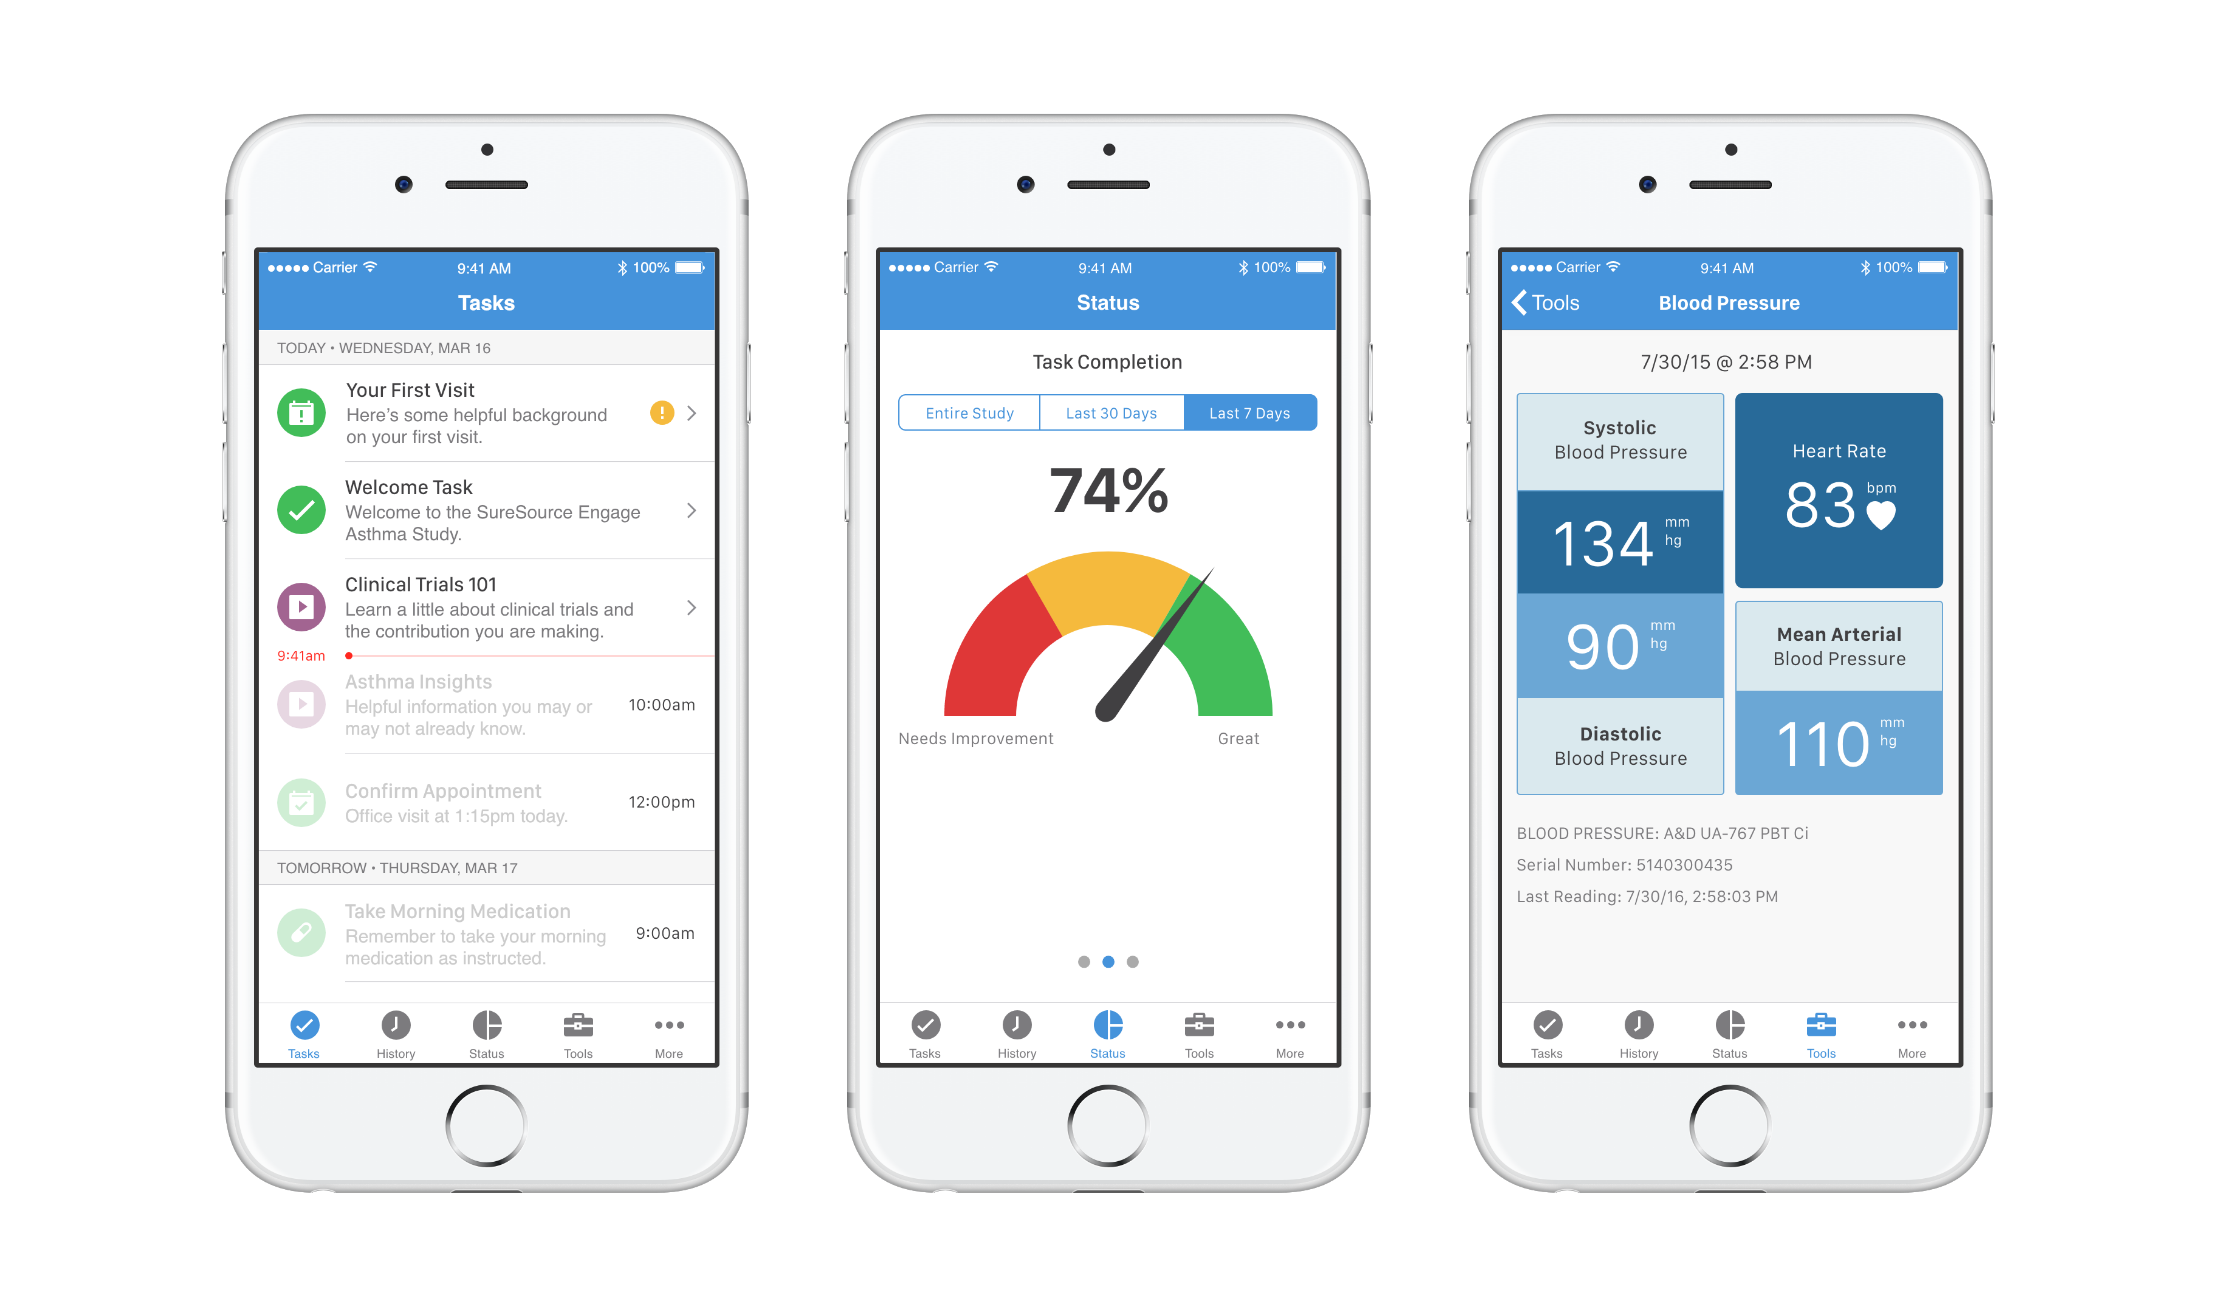 Carrier 9:41 AM 100%
Tasks
TODAY • WEDNESDAY, MAR 16
Your First Visit
Here's some helpful background
on your first visit.
Welcome Task
Welcome to the SureSource Engage
Asthma Study.
Clinical Trials 101
Learn a little about clinical trials and
the contribution you are making.
9:41am
Asthma Insights
Helpful information you may or
may not already know.
10:00am
Confirm Appointment
Office visit at 1:15pm today.
12:00pm
TOMORROW • THURSDAY, MAR 17
Take Morning Medication
Remember to take your morning
medication as instructed.
9:00am
Tasks History Status Tools More
Carrier 9:41 AM 100%
Status
Task Completion
Entire Study Last 30 Days Last 7 Days
74%
Needs Improvement Great
Tasks History Status Tools More
Carrier 9:41 AM 100%
Tools Blood Pressure
7/30/15 @ 2:58 PM
Systolic
Blood Pressure
134 mm
hg
90 mm
hg
Diastolic
Blood Pressure
Heart Rate
83 bpm
Mean Arterial
Blood Pressure
110 mm
hg
BLOOD PRESSURE: A&D UA-767 PBT Ci
Serial Number: 5140300435
Last Reading: 7/30/16, 2:58:03 PM
Tasks History Status Tools More